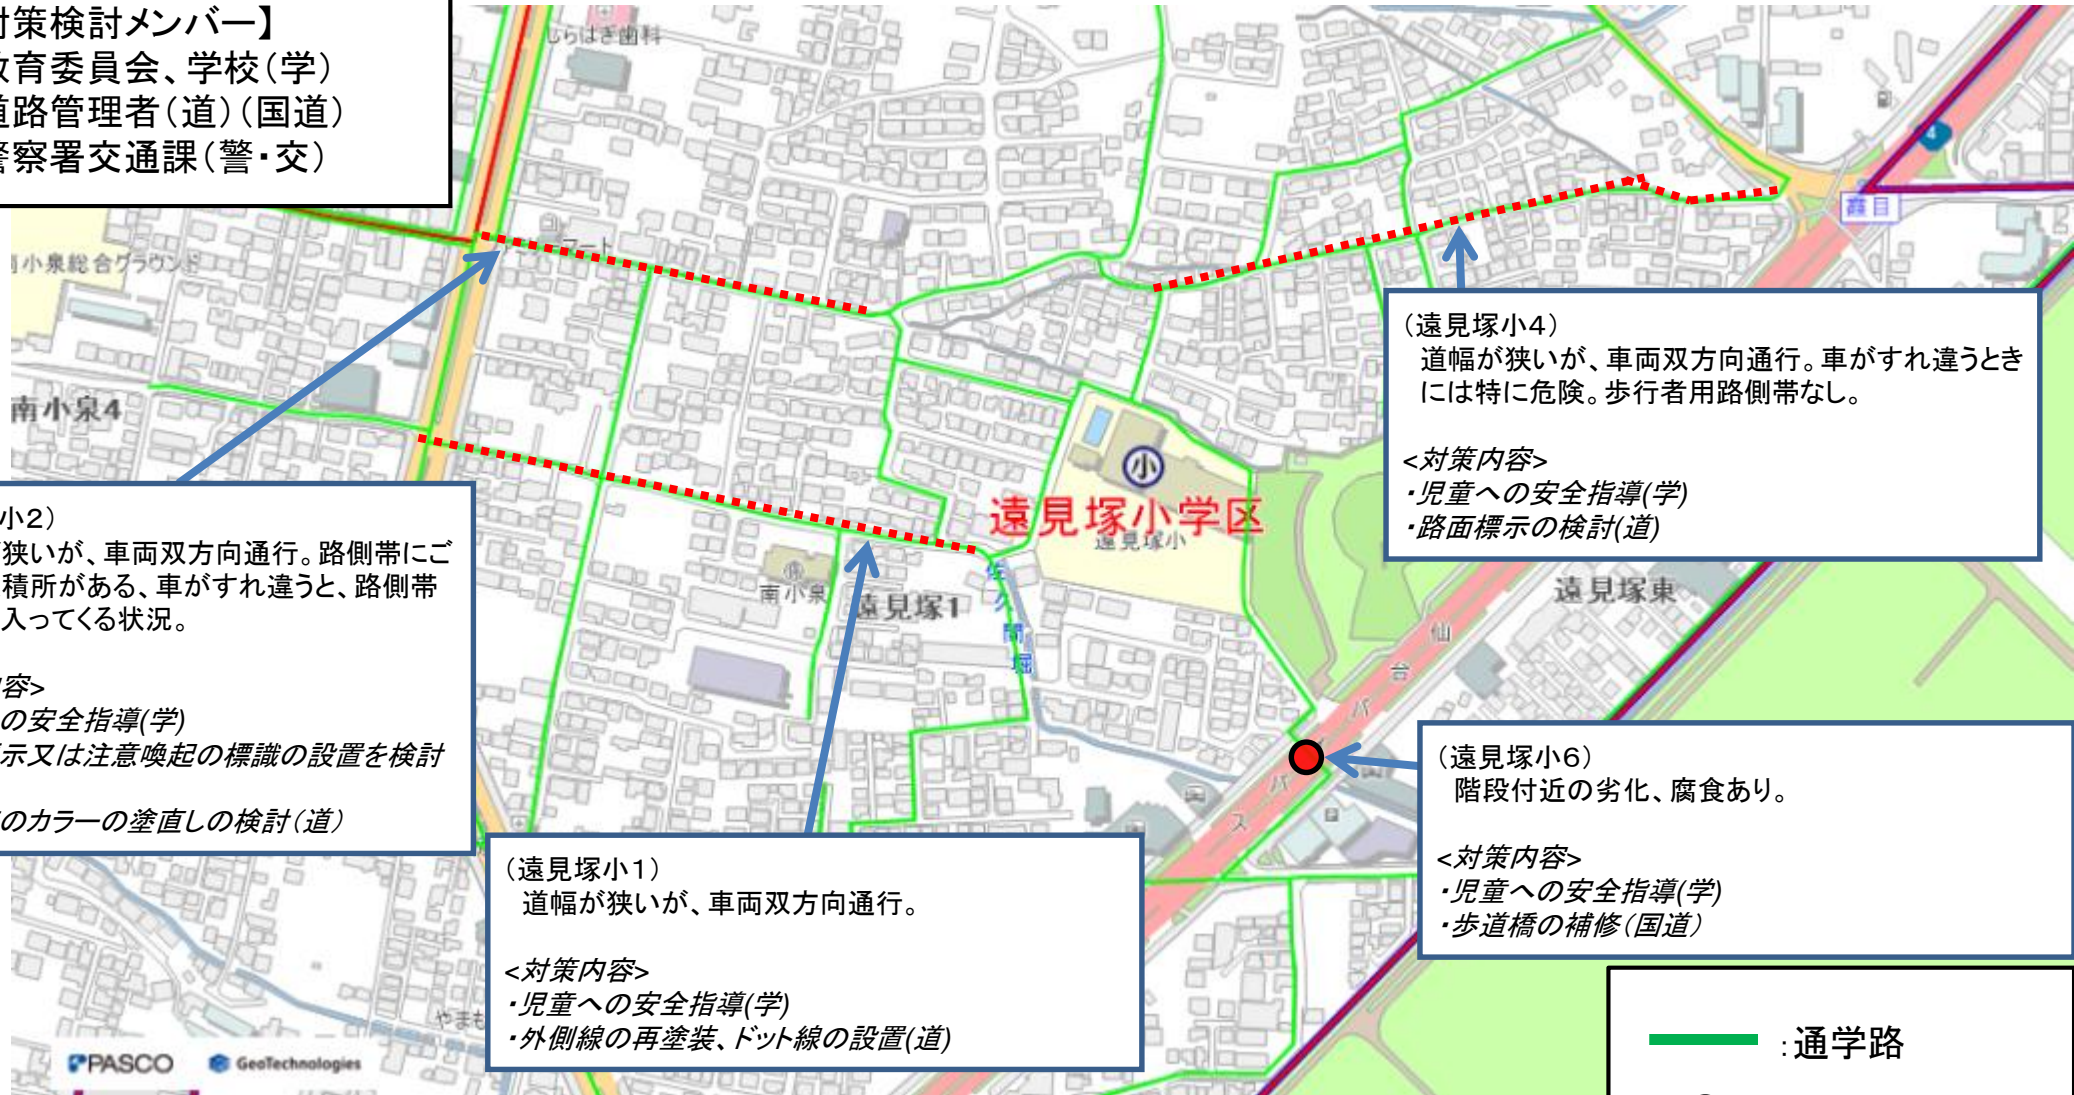 対策検討メンバー】
教育委員会、学校（学）
道路管理者（道）（国道）
警察署交通課（警・交）
しらはぎ歯科
小泉総合グラウンド
南小泉4
霞目
遠見塚小学区
遠見塚小
小
南小泉
遠見塚1
佐久間堀
遠見塚東
仙台バイパス
（遠見塚小4）
道幅が狭いが、車両双方向通行。車がすれ違うとき
には特に危険。歩行者用路側帯なし。
<対策内容>
・児童への安全指導(学)
・路面標示の検討(道)
小2）
狭いが、車両双方向通行。路側帯にご
積所がある、車がすれ違うと、路側帯
入ってくる状況。
容>
の安全指導(学)
示又は注意喚起の標識の設置を検討
のカラーの塗直しの検討（道）
（遠見塚小1）
道幅が狭いが、車両双方向通行。
<対策内容>
・児童への安全指導(学)
・外側線の再塗装、ドット線の設置(道)
（遠見塚小6）
階段付近の劣化、腐食あり。
<対策内容>
・児童への安全指導(学)
・歩道橋の補修（国道）
：通学路
やまも
PASCO
GeoTechnologies